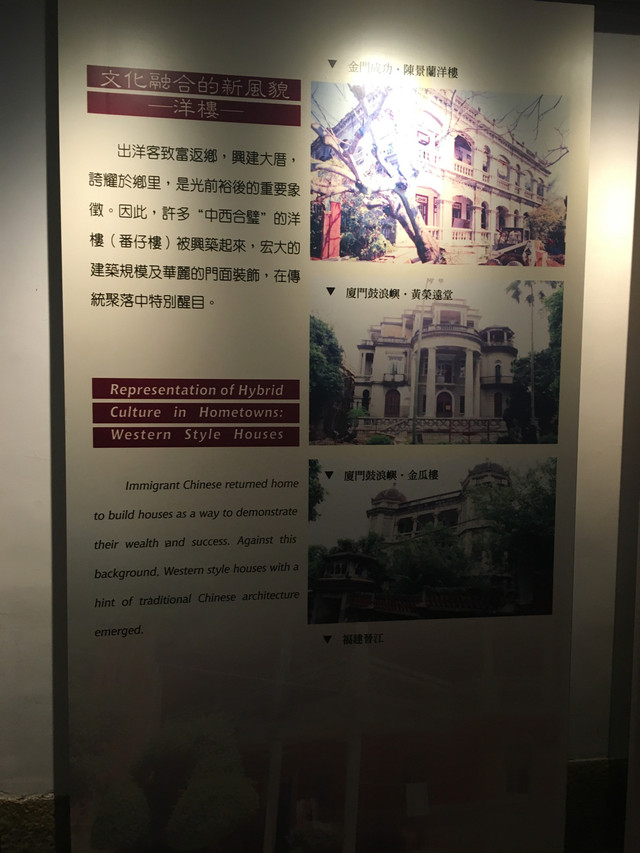 文化融合的新風貌
—洋樓—
出洋客致富返鄉，興建大厝，
誇耀於鄉里，是光前裕後的重要象
徵。因此，許多“中西合璧”的洋
樓（番仔樓）被興築起來，宏大的
建築規模及華麗的門面裝飾，在傳
統聚落中特別醒目。
Representation of Hybrid
Culture in Hometowns:
Western Style Houses
Immigrant Chinese returned home
to build houses as a way to demonstrate
their wealth and success. Against this
background, Western style houses with a
hint of traditional Chinese architecture
emerged.
▼ 金門成功·陳景蘭洋樓
▼ 廈門鼓浪嶼·黃榮遠堂
▼ 廈門鼓浪嶼·金瓜樓
▼ 福建晉江